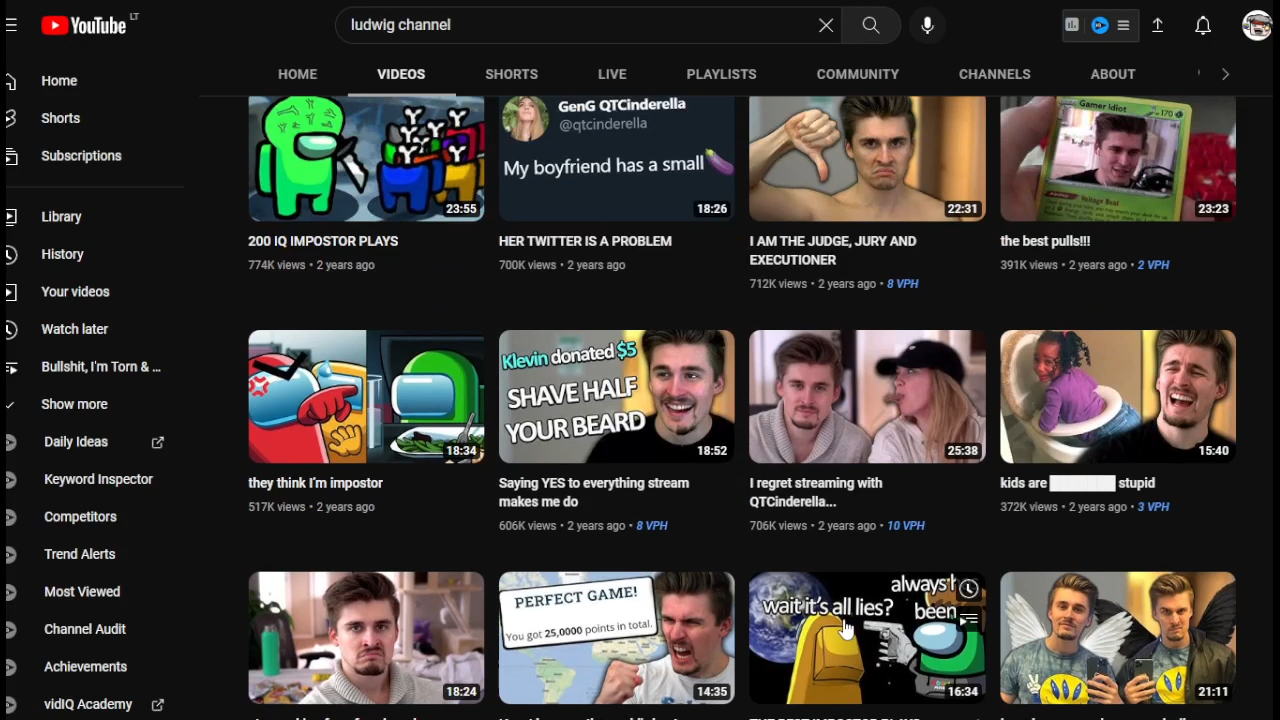 YouTube LT
ludwig channel
HOME VIDEOS SHORTS LIVE PLAYLISTS COMMUNITY CHANNELS ABOUT
Home
Shorts
Subscriptions
Library
History
Your videos
Watch later
Bullshit, I'm Torn & ...
Show more
Daily Ideas
Keyword Inspector
Competitors
Trend Alerts
Most Viewed
Channel Audit
Achievements
vidIQ Academy
23:55
200 IQ IMPOSTOR PLAYS
774K views • 2 years ago
GenG QTCinderella
@qtcinderella
My boyfriend has a small
18:26
HER TWITTER IS A PROBLEM
700K views • 2 years ago
22:31
I AM THE JUDGE, JURY AND
EXECUTIONER
712K views • 2 years ago • 8 VPH
Gamer Idiot 170
Voltage Beat
23:23
the best pulls!!!
391K views • 2 years ago • 2 VPH
18:34
they think I'm impostor
517K views • 2 years ago
Klevin donated $5
SHAVE HALF
YOUR BEARD
18:52
Saying YES to everything stream
makes me do
606K views • 2 years ago • 8 VPH
25:38
I regret streaming with
QTCinderella...
706K views • 2 years ago • 10 VPH
15:40
kids are stupid
372K views • 2 years ago • 3 VPH
18:24
PERFECT GAME!
You got 25,0000 points in total.
14:35
always
wait it's all lies? been
16:34
21:11